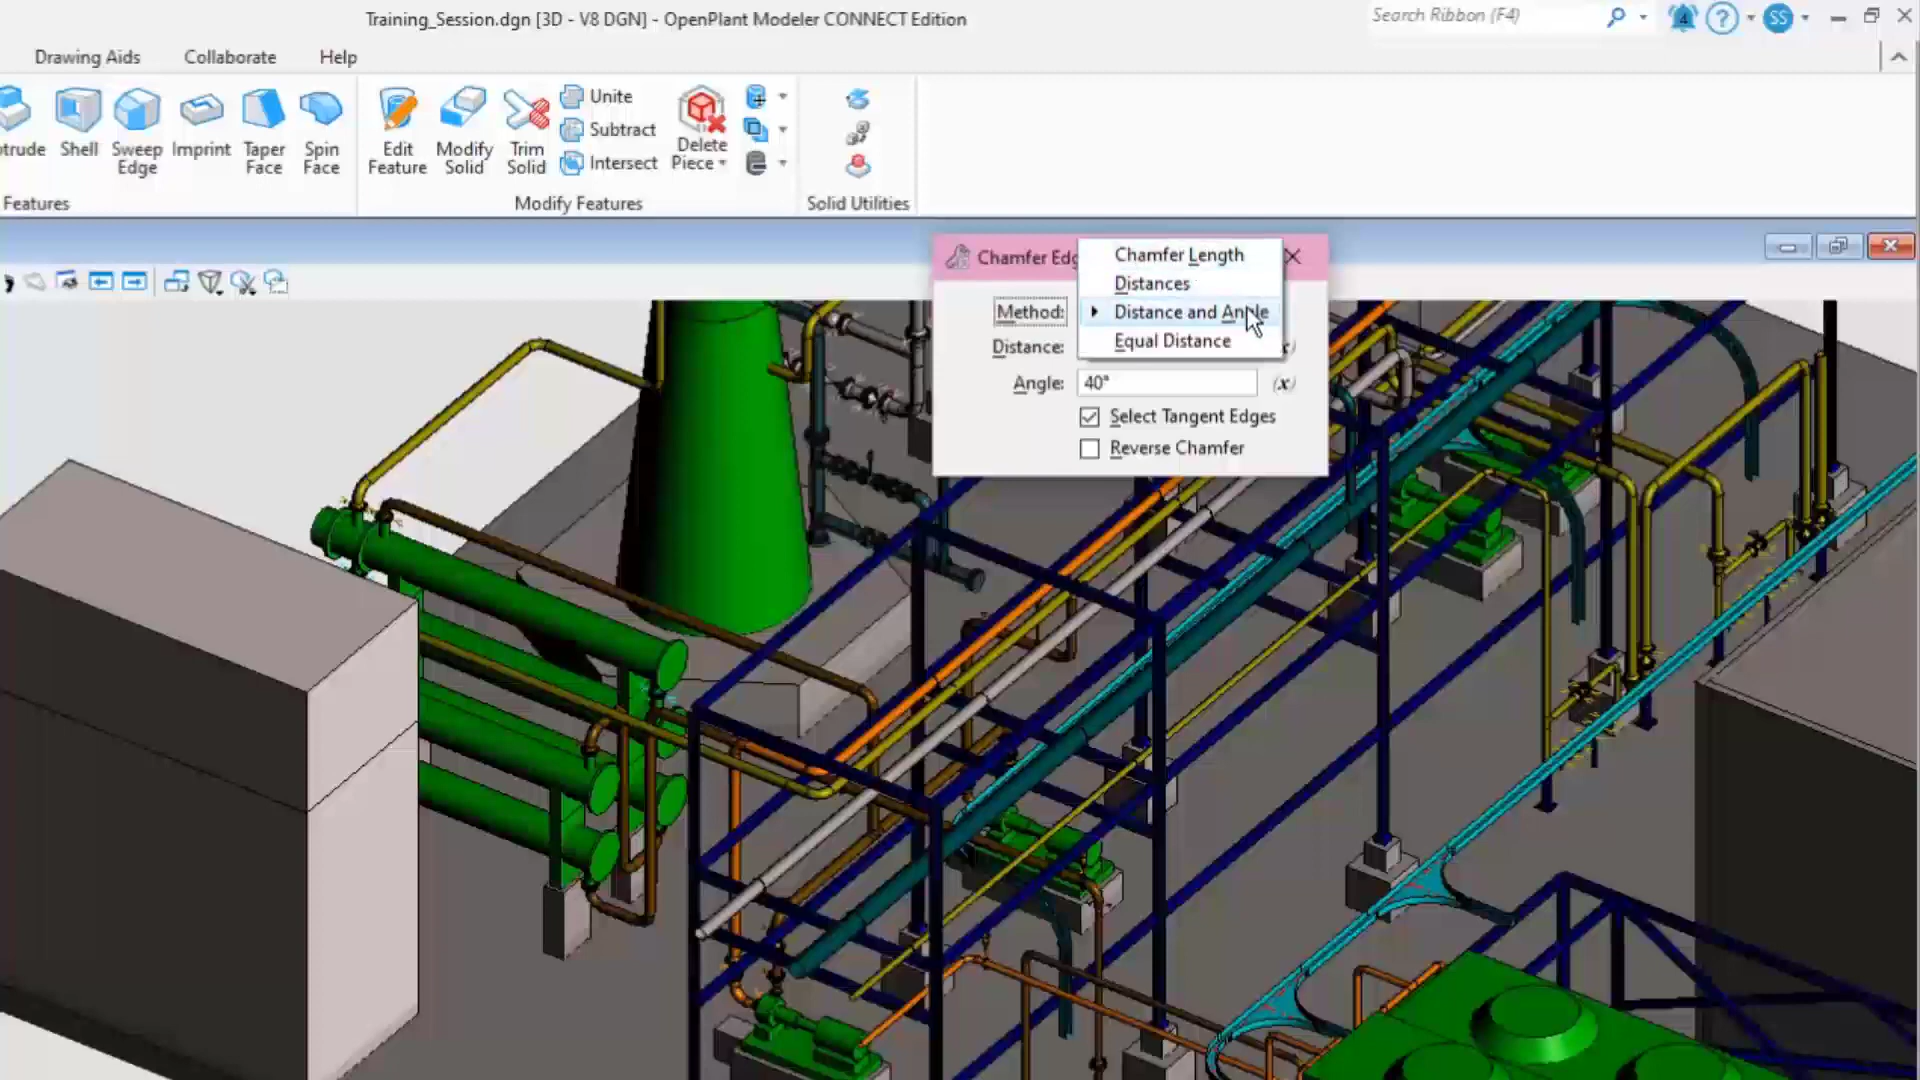 Training_Session.dgn [3D - V8 DGN] - OpenPlant Modeler CONNECT Edition
Search Ribbon (F4)
4
?
SS
Drawing Aids
Collaborate
Help
trude
Shell
Sweep
Edge
Imprint
Taper
Face
Spin
Face
Edit
Feature
Modify
Solid
Trim
Solid
Unite
Subtract
Intersect
Delete
Piece
Features
Modify Features
Solid Utilities
Chamfer Edg
Chamfer Length
Distances
Method:
Distance and Angle
Distance:
Equal Distance
Angle:
40°
(x)
Select Tangent Edges
Reverse Chamfer